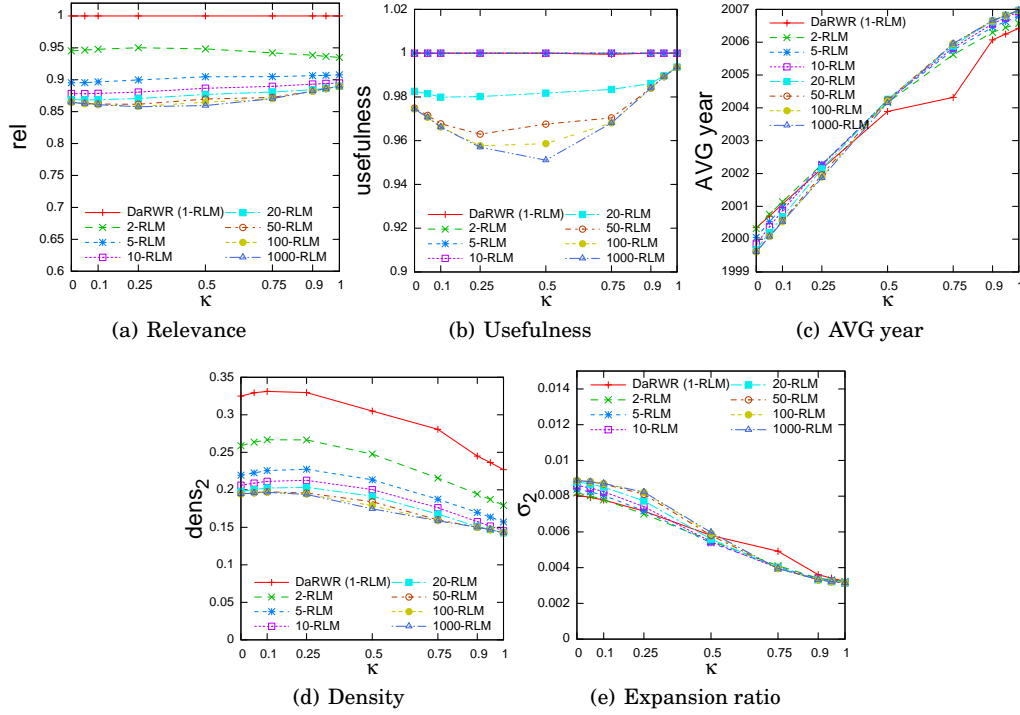 1
0.95
0.9
0.85
0.8
0.75
0.7
0.65
0.6
rel
DaRWR (1-RLM)
2-RLM
5-RLM
10-RLM
20-RLM
50-RLM
100-RLM
1000-RLM
0 0.1 0.25 0.5 0.75 0.9 1
κ
(a) Relevance
1.02
1
0.98
0.96
0.94
0.92
0.9
usefulness
DaRWR (1-RLM)
2-RLM
5-RLM
10-RLM
20-RLM
50-RLM
100-RLM
1000-RLM
0 0.1 0.25 0.5 0.75 0.9 1
κ
(b) Usefulness
2007
2006
2005
2004
2003
2002
2001
2000
1999
AVG year
DaRWR (1-RLM)
2-RLM
5-RLM
10-RLM
20-RLM
50-RLM
100-RLM
1000-RLM
0 0.1 0.25 0.5 0.75 0.9 1
κ
(c) AVG year
0.35
0.3
0.25
0.2
0.15
0.1
0.05
0
dens2
DaRWR (1-RLM)
2-RLM
5-RLM
10-RLM
20-RLM
50-RLM
100-RLM
1000-RLM
0 0.1 0.25 0.5 0.75 0.9 1
κ
(d) Density
0.014
0.012
0.01
0.008
0.006
0.004
0.002
0
σ2
DaRWR (1-RLM)
2-RLM
5-RLM
10-RLM
20-RLM
50-RLM
100-RLM
1000-RLM
0 0.1 0.25 0.5 0.75 0.9 1
κ
(e) Expansion ratio